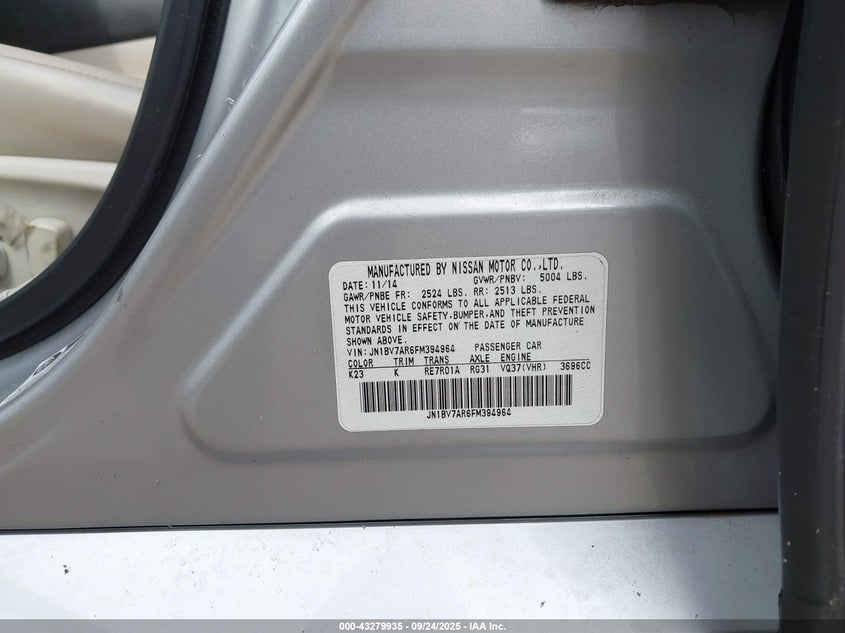 MANUFACTURED BY NISSAN MOTOR CO.,LTD.
DATE: 11/14 GVWR/PNBV: 5004 LBS.
GAWR/PNBE FR: 2524 LBS. RR: 2513 LBS.
THIS VEHICLE CONFORMS TO ALL APPLICABLE FEDERAL
MOTOR VEHICLE SAFETY,BUMPER,AND THEFT PREVENTION
STANDARDS IN EFFECT ON THE DATE OF MANUFACTURE
SHOWN ABOVE.
VIN: JN1BV7AR6FM394964 PASSENGER CAR
COLOR TRIM TRANS AXLE ENGINE
K23 K RE7R01A RG31 VQ37(VHR) 3696CC
JN1BV7AR6FM394964
000-43279935 - 09/24/2025 - IAA Inc.